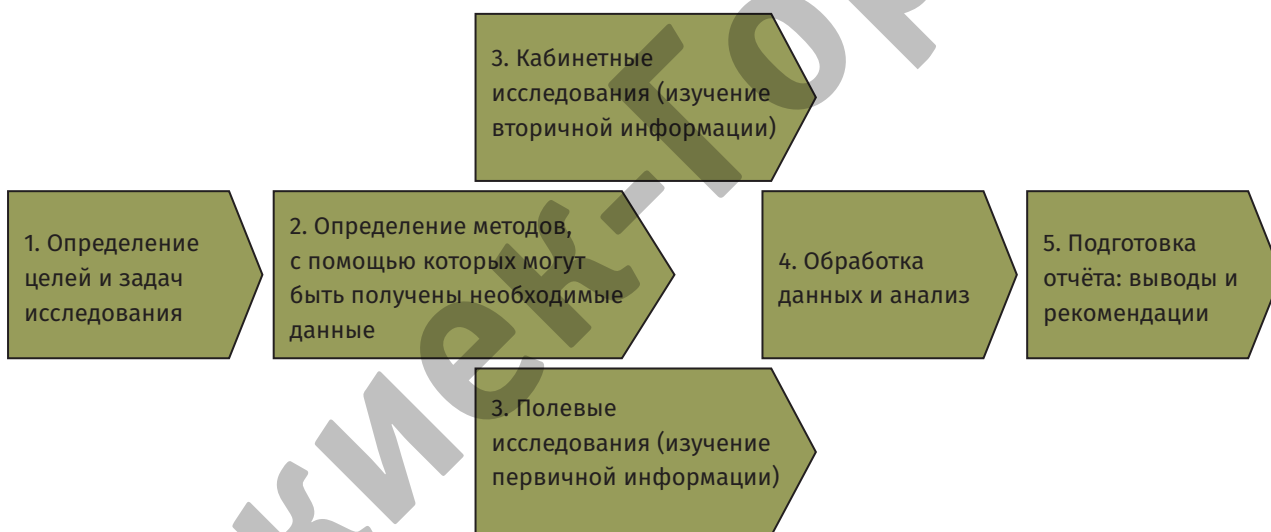 3. Кабинетные
исследования (изучение
вторичной информации)
1. Определение
целей и задач
исследования
2. Определение методов,
с помощью которых могут
быть получены необходимые
данные
4. Обработка
данных и анализ
5. Подготовка
отчёта: выводы и
рекомендации
3. Полевые
исследования (изучение
первичной информации)